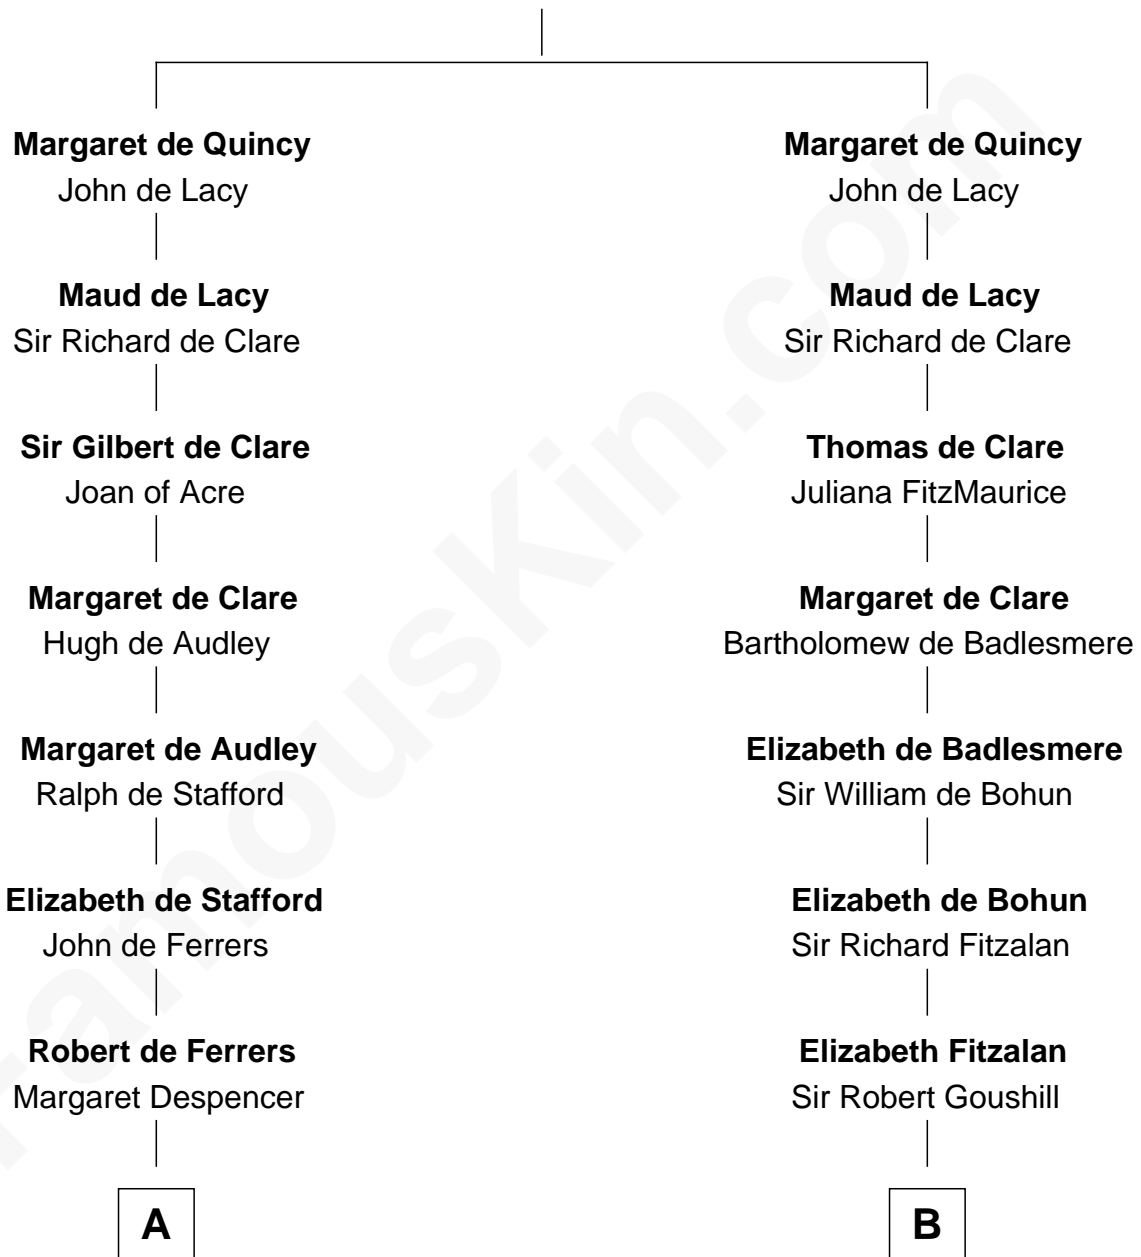 Margaret de Quincy
John de Lacy
Maud de Lacy
Sir Richard de Clare
Sir Gilbert de Clare
Joan of Acre
Margaret de Clare
Hugh de Audley
Margaret de Audley
Ralph de Stafford
Elizabeth de Stafford
John de Ferrers
Robert de Ferrers
Margaret Despencer
A
Margaret de Quincy
John de Lacy
Maud de Lacy
Sir Richard de Clare
Thomas de Clare
Juliana FitzMaurice
Margaret de Clare
Bartholomew de Badlesmere
Elizabeth de Badlesmere
Sir William de Bohun
Elizabeth de Bohun
Sir Richard Fitzalan
Elizabeth Fitzalan
Sir Robert Goushill
B
FamousKin.com